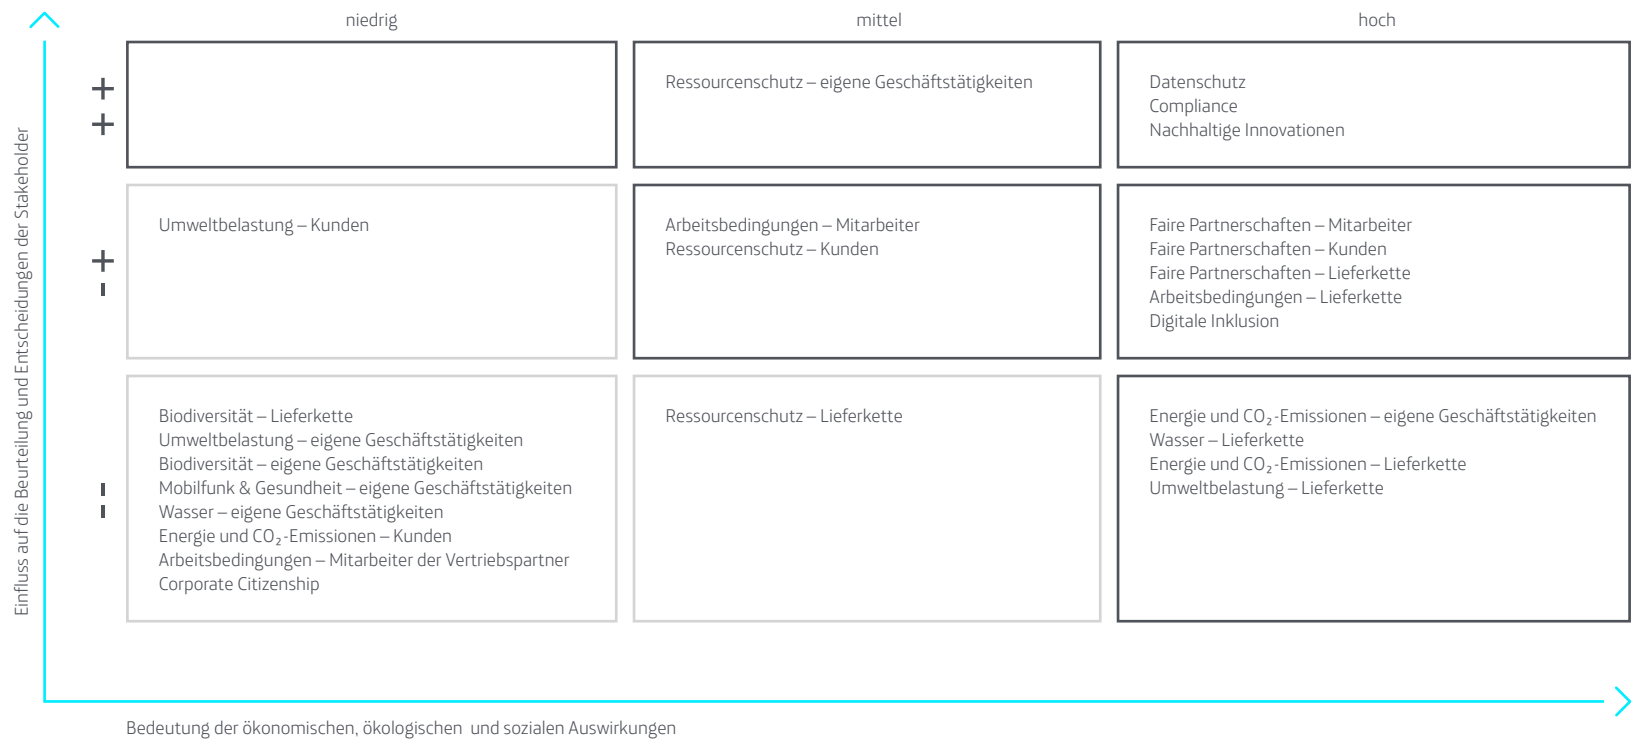 niedrig
mittel
hoch
Einfluss auf die Beurteilung und Entscheidungen der Stakeholder
+
+
Ressourcenschutz – eigene Geschäftstätigkeiten
Datenschutz
Compliance
Nachhaltige Innovationen
+
-
Umweltbelastung – Kunden
Arbeitsbedingungen – Mitarbeiter
Ressourcenschutz – Kunden
Faire Partnerschaften – Mitarbeiter
Faire Partnerschaften – Kunden
Faire Partnerschaften – Lieferkette
Arbeitsbedingungen – Lieferkette
Digitale Inklusion
-
-
Biodiversität – Lieferkette
Umweltbelastung – eigene Geschäftstätigkeiten
Biodiversität – eigene Geschäftstätigkeiten
Mobilfunk & Gesundheit – eigene Geschäftstätigkeiten
Wasser – eigene Geschäftstätigkeiten
Energie und CO₂-Emissionen – Kunden
Arbeitsbedingungen – Mitarbeiter der Vertriebspartner
Corporate Citizenship
Ressourcenschutz – Lieferkette
Energie und CO₂-Emissionen – eigene Geschäftstätigkeiten
Wasser – Lieferkette
Energie und CO₂-Emissionen – Lieferkette
Umweltbelastung – Lieferkette
Bedeutung der ökonomischen, ökologischen und sozialen Auswirkungen